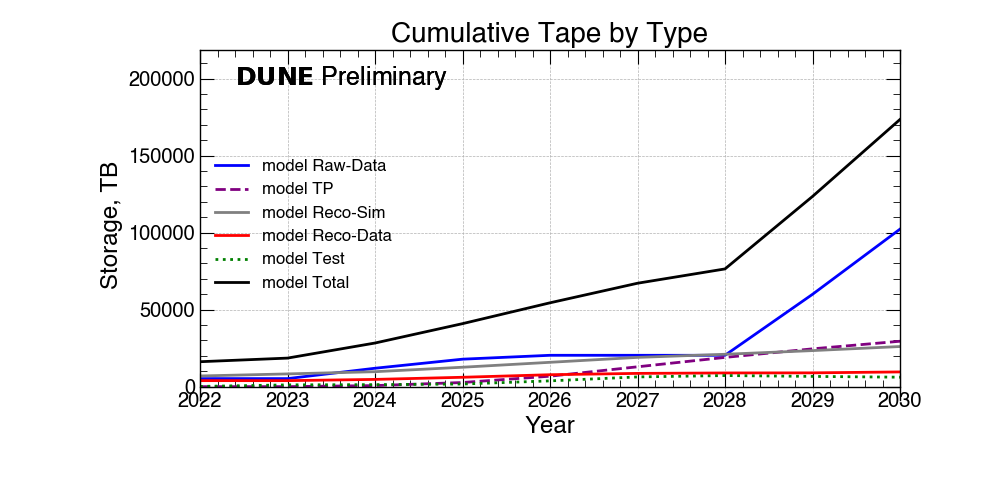 Cumulative Tape by Type
DUNE Preliminary
200000
150000
100000
50000
0
Storage, TB
model Raw-Data
model TP
model Reco-Sim
model Reco-Data
model Test
model Total
2022 2023 2024 2025 2026 2027 2028 2029 2030
Year